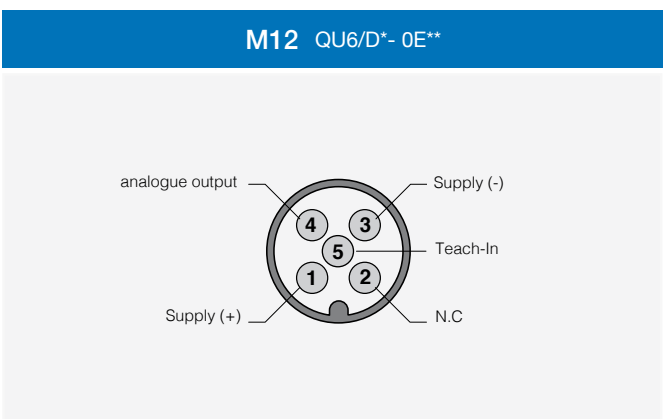 M12 QU6/D*- 0E**
analogue output
Supply (-)
4
3
5
Teach-In
1
2
Supply (+)
N.C